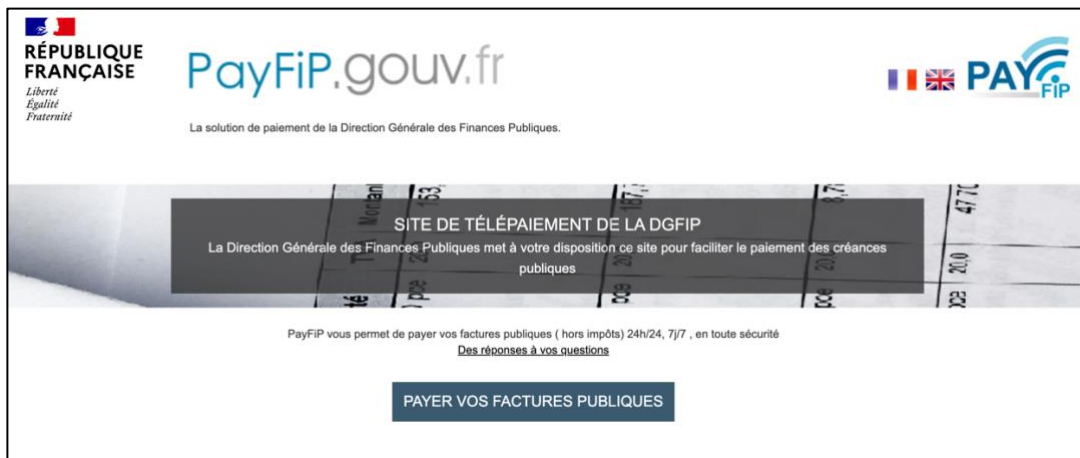 RÉPUBLIQUE
FRANÇAISE
Liberté
Égalité
Fraternité
PayFiP.gouv.fr
La solution de paiement de la Direction Générale des Finances Publiques.
PAY
FIP
SITE DE TÉLÉPAIEMENT DE LA DGFIP
La Direction Générale des Finances Publiques met à votre disposition ce site pour faciliter le paiement des créances
publiques
PayFiP vous permet de payer vos factures publiques ( hors impôts) 24h/24, 7j/7 , en toute sécurité
Des réponses à vos questions
PAYER VOS FACTURES PUBLIQUES